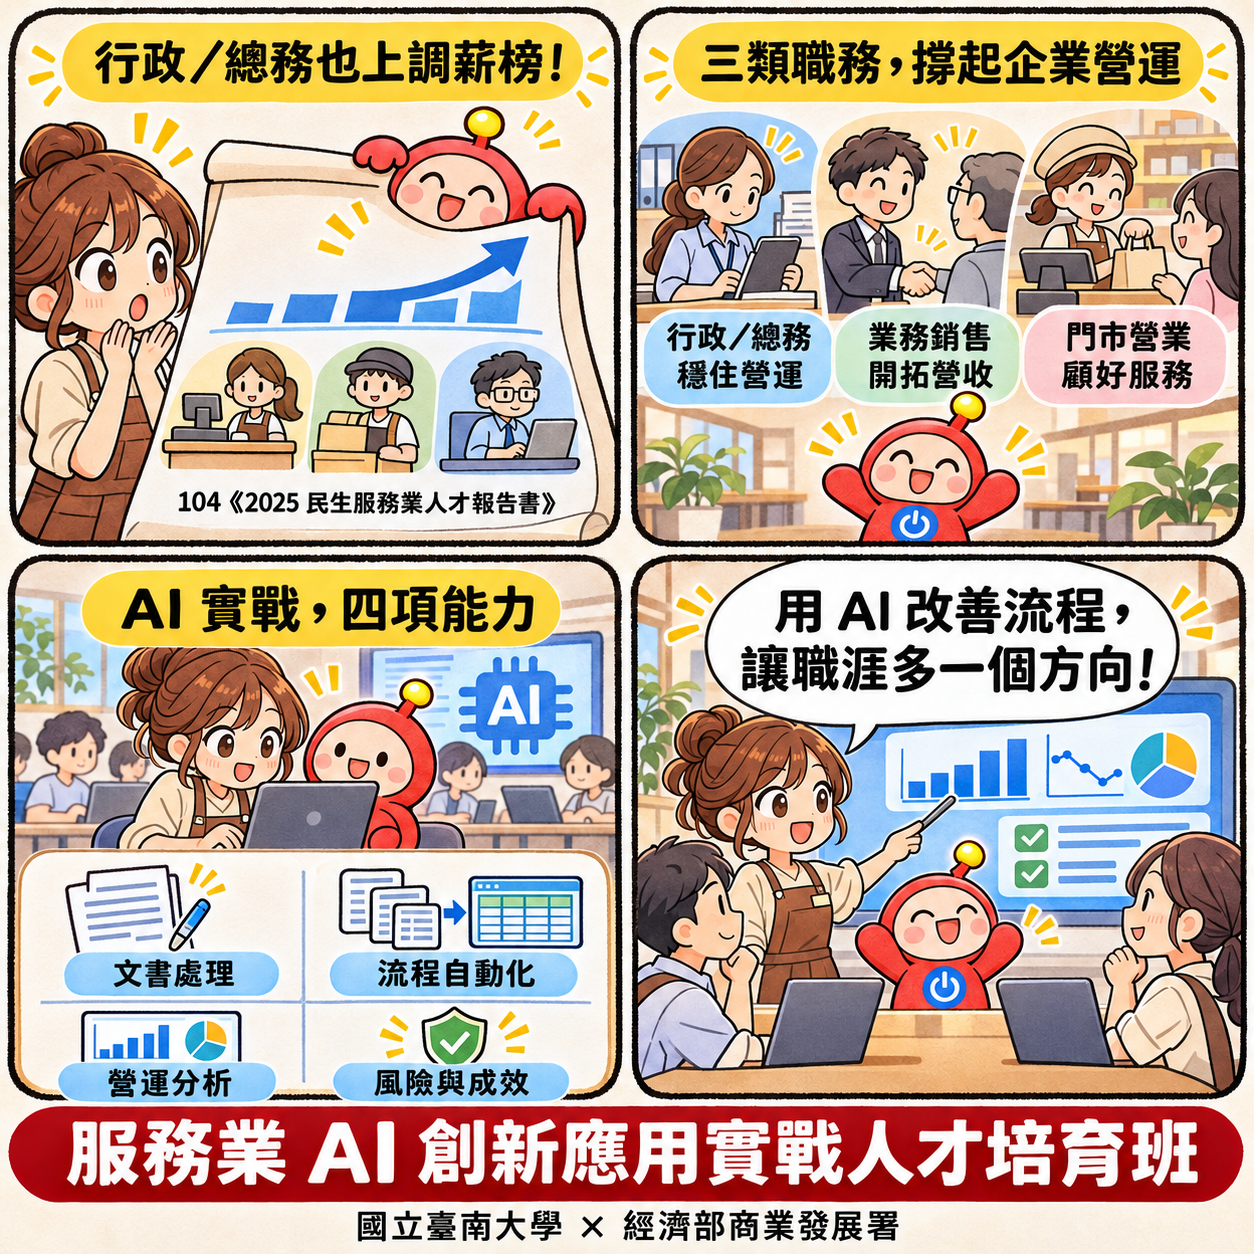 行政／總務也上調薪榜！
104《2025 民生服務業人才報告書》
三類職務，撐起企業營運
行政／總務
穩住營運
業務銷售
開拓營收
門市營業
顧好服務
AI 實戰，四項能力
AI
文書處理
流程自動化
營運分析
風險與成效
用 AI 改善流程，
讓職涯多一個方向！
服務業 AI 創新應用實戰人才培育班
國立臺南大學 × 經濟部商業發展署